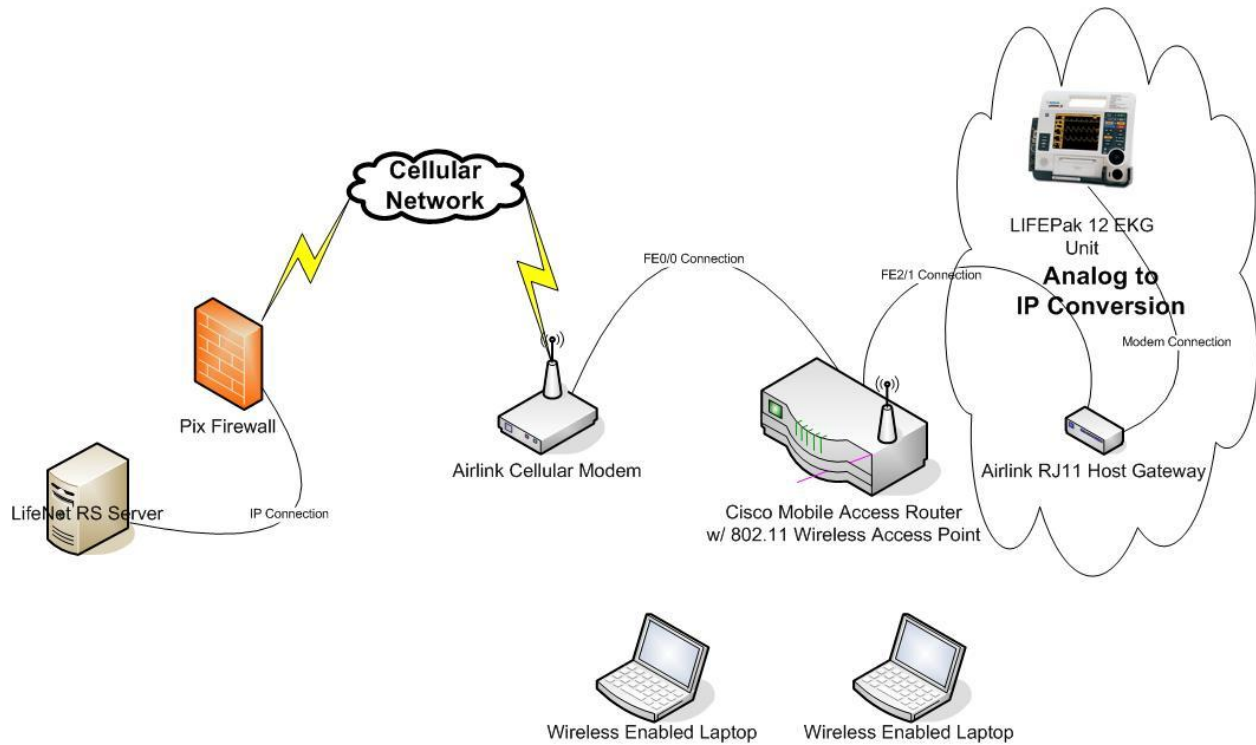 Cellular
Network
LIFEPak 12 EKG
Unit
Analog to
IP Conversion
FE0/0 Connection
FE2/1 Connection
Modem Connection
Pix Firewall
Airlink Cellular Modem
Airlink RJ11 Host Gateway
LifeNet RS Server
IP Connection
Cisco Mobile Access Router
w/ 802.11 Wireless Access Point
Wireless Enabled Laptop
Wireless Enabled Laptop